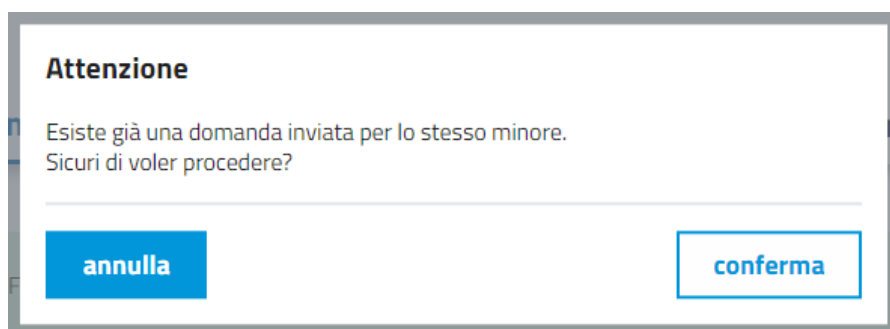 Attenzione
Esiste già una domanda inviata per lo stesso minore.
Sicuri di voler procedere?
annulla
conferma